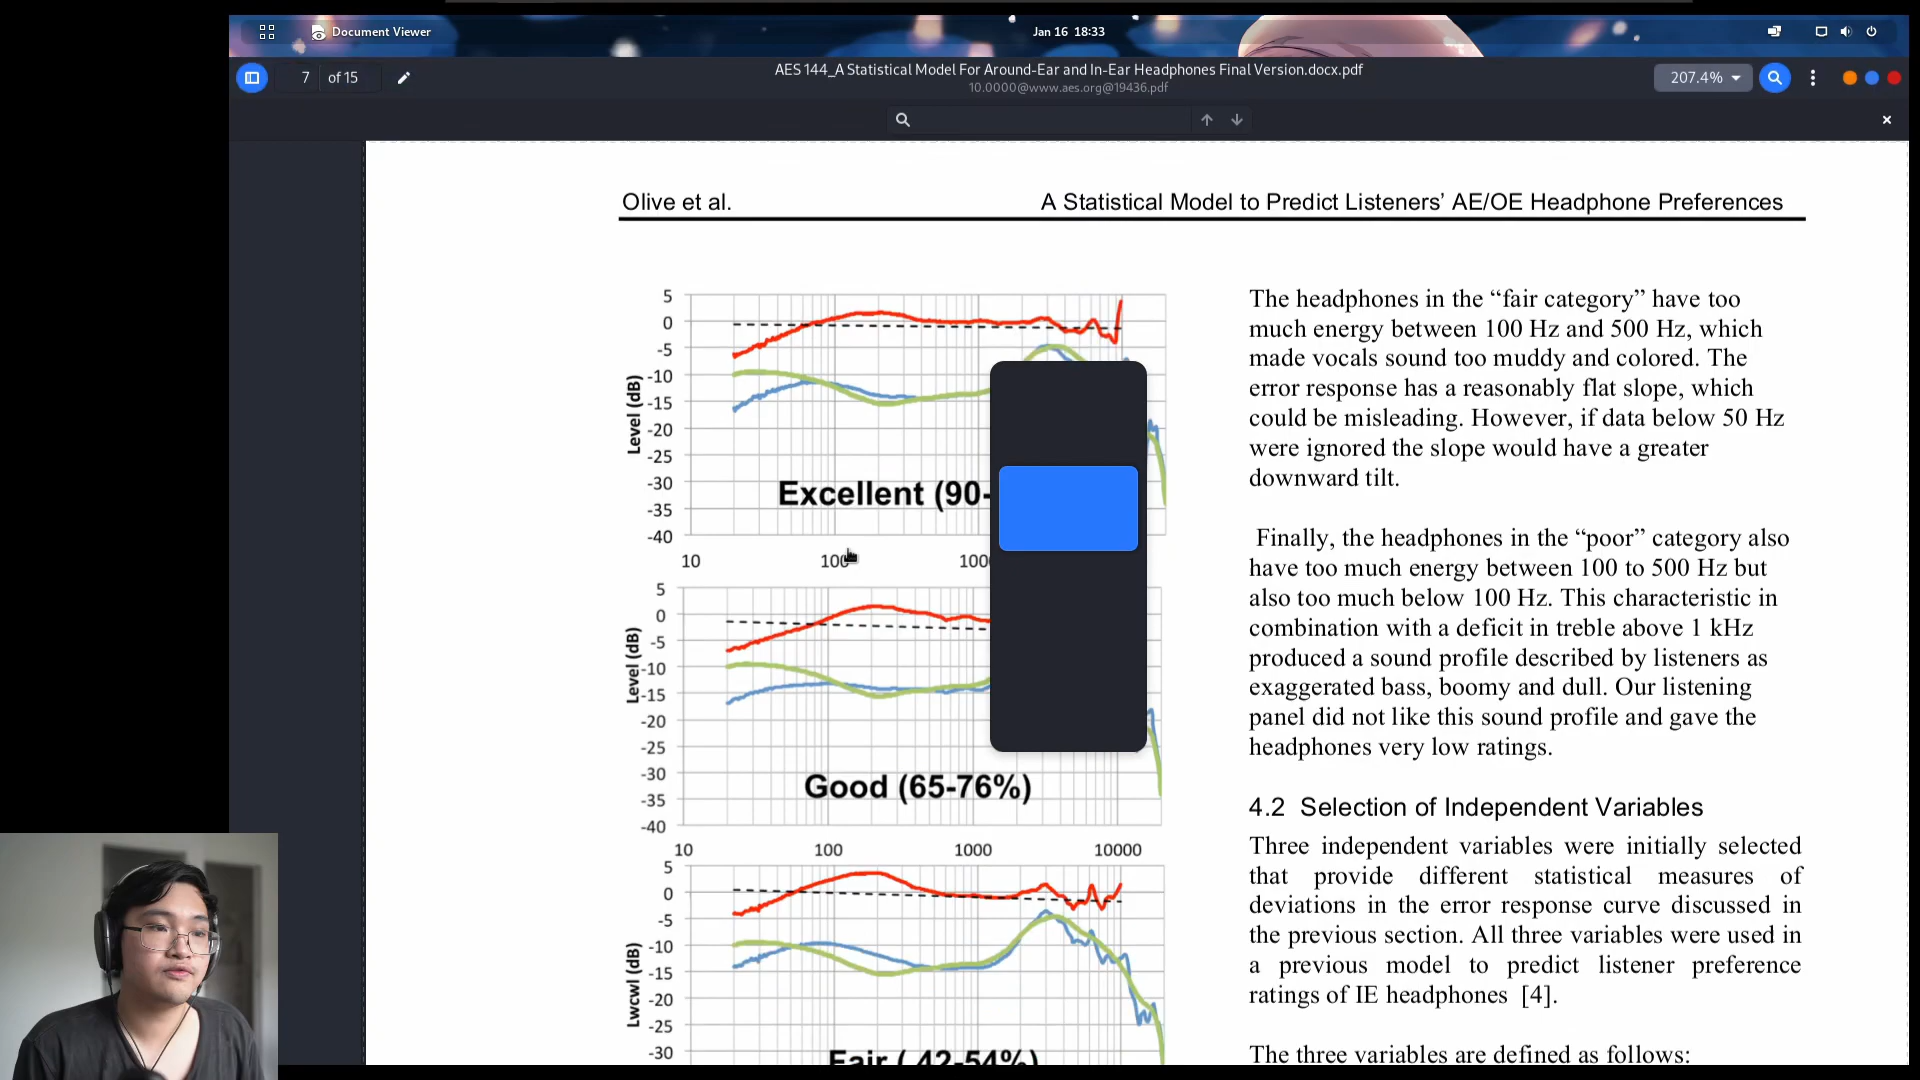 Document Viewer
Jan 16 18:33
7 of 15
AES 144_A Statistical Model For Around-Ear and In-Ear Headphones Final Version.docx.pdf
10.0000@www.aes.org@19436.pdf
207.4%
Olive et al.
A Statistical Model to Predict Listeners’ AE/OE Headphone Preferences
5
0
-5
-10
-15
-20
-25
-30
-35
-40
Level (dB)
Excellent (90-
10
100
1000
5
0
-5
-10
-15
-20
-25
-30
-35
-40
Level (dB)
Good (65-76%)
10
100
1000
10000
5
0
-5
-10
-15
-20
-25
-30
Lwcwl (dB)
Fair ( 42-54%)
The headphones in the “fair category” have too
much energy between 100 Hz and 500 Hz, which
made vocals sound too muddy and colored. The
error response has a reasonably flat slope, which
could be misleading. However, if data below 50 Hz
were ignored the slope would have a greater
downward tilt.
Finally, the headphones in the “poor” category also
have too much energy between 100 to 500 Hz but
also too much below 100 Hz. This characteristic in
combination with a deficit in treble above 1 kHz
produced a sound profile described by listeners as
exaggerated bass, boomy and dull. Our listening
panel did not like this sound profile and gave the
headphones very low ratings.
4.2 Selection of Independent Variables
Three independent variables were initially selected
that provide different statistical measures of
deviations in the error response curve discussed in
the previous section. All three variables were used in
a previous model to predict listener preference
ratings of IE headphones [4].
The three variables are defined as follows: